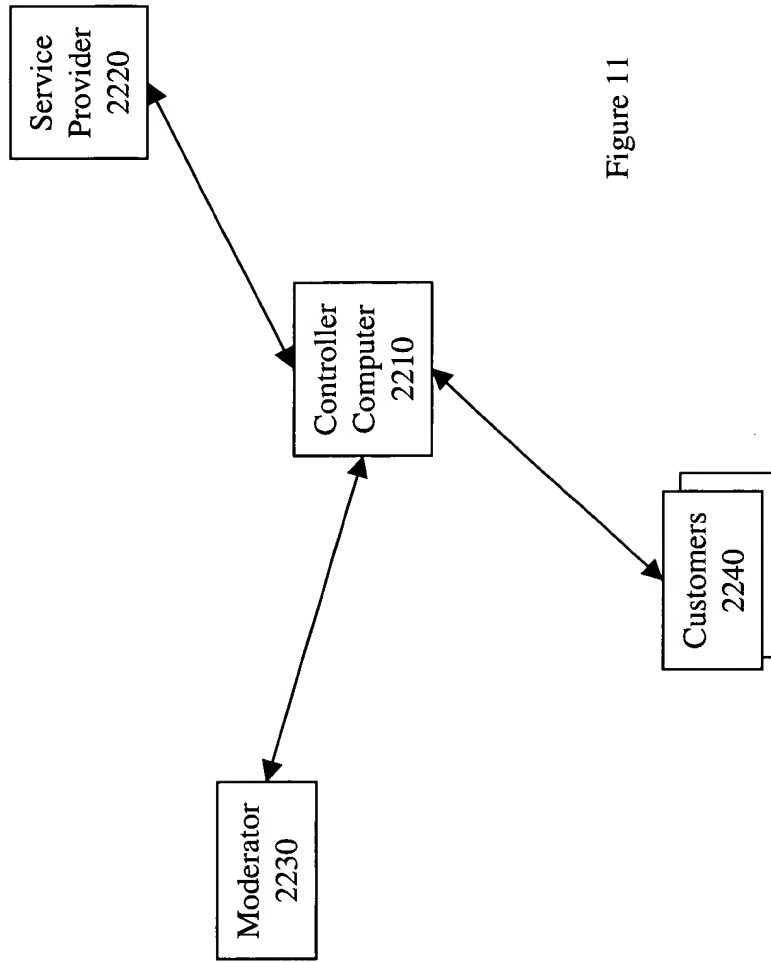 Service
Provider
2220
Controller
Computer
2210
Moderator
2230
Customers
2240
Figure 11